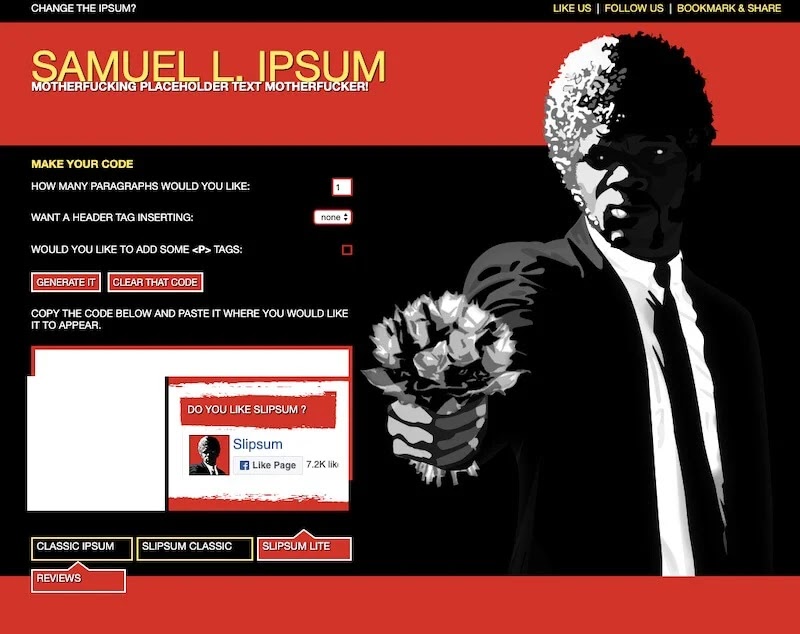 CHANGE THE IPSUM?
LIKE US | FOLLOW US | BOOKMARK & SHARE
SAMUEL L. IPSUM
MOTHERFUCKING PLACEHOLDER TEXT MOTHERFUCKER!
MAKE YOUR CODE
HOW MANY PARAGRAPHS WOULD YOU LIKE:
1
WANT A HEADER TAG INSERTING:
none
WOULD YOU LIKE TO ADD SOME <P> TAGS:
GENERATE IT
CLEAR THAT CODE
COPY THE CODE BELOW AND PASTE IT WHERE YOU WOULD LIKE
IT TO APPEAR.
DO YOU LIKE SLIPSUM ?
Slipsum
Like Page
7.2K lik
CLASSIC IPSUM
SLIPSUM CLASSIC
SLIPSUM LITE
REVIEWS